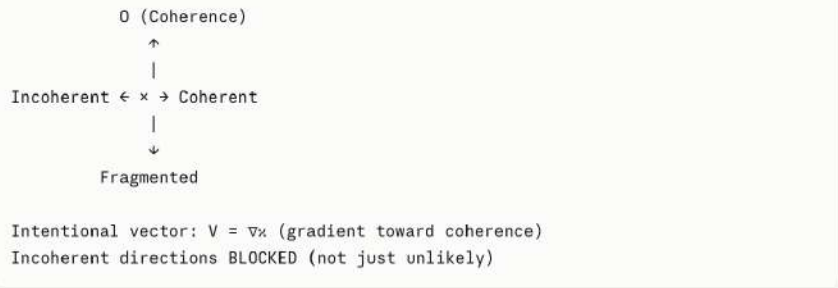 O (Coherence)
↑
|
Incoherent ← × → Coherent
|
↓
Fragmented
Intentional vector: V = ∇ϰ (gradient toward coherence)
Incoherent directions BLOCKED (not just unlikely)